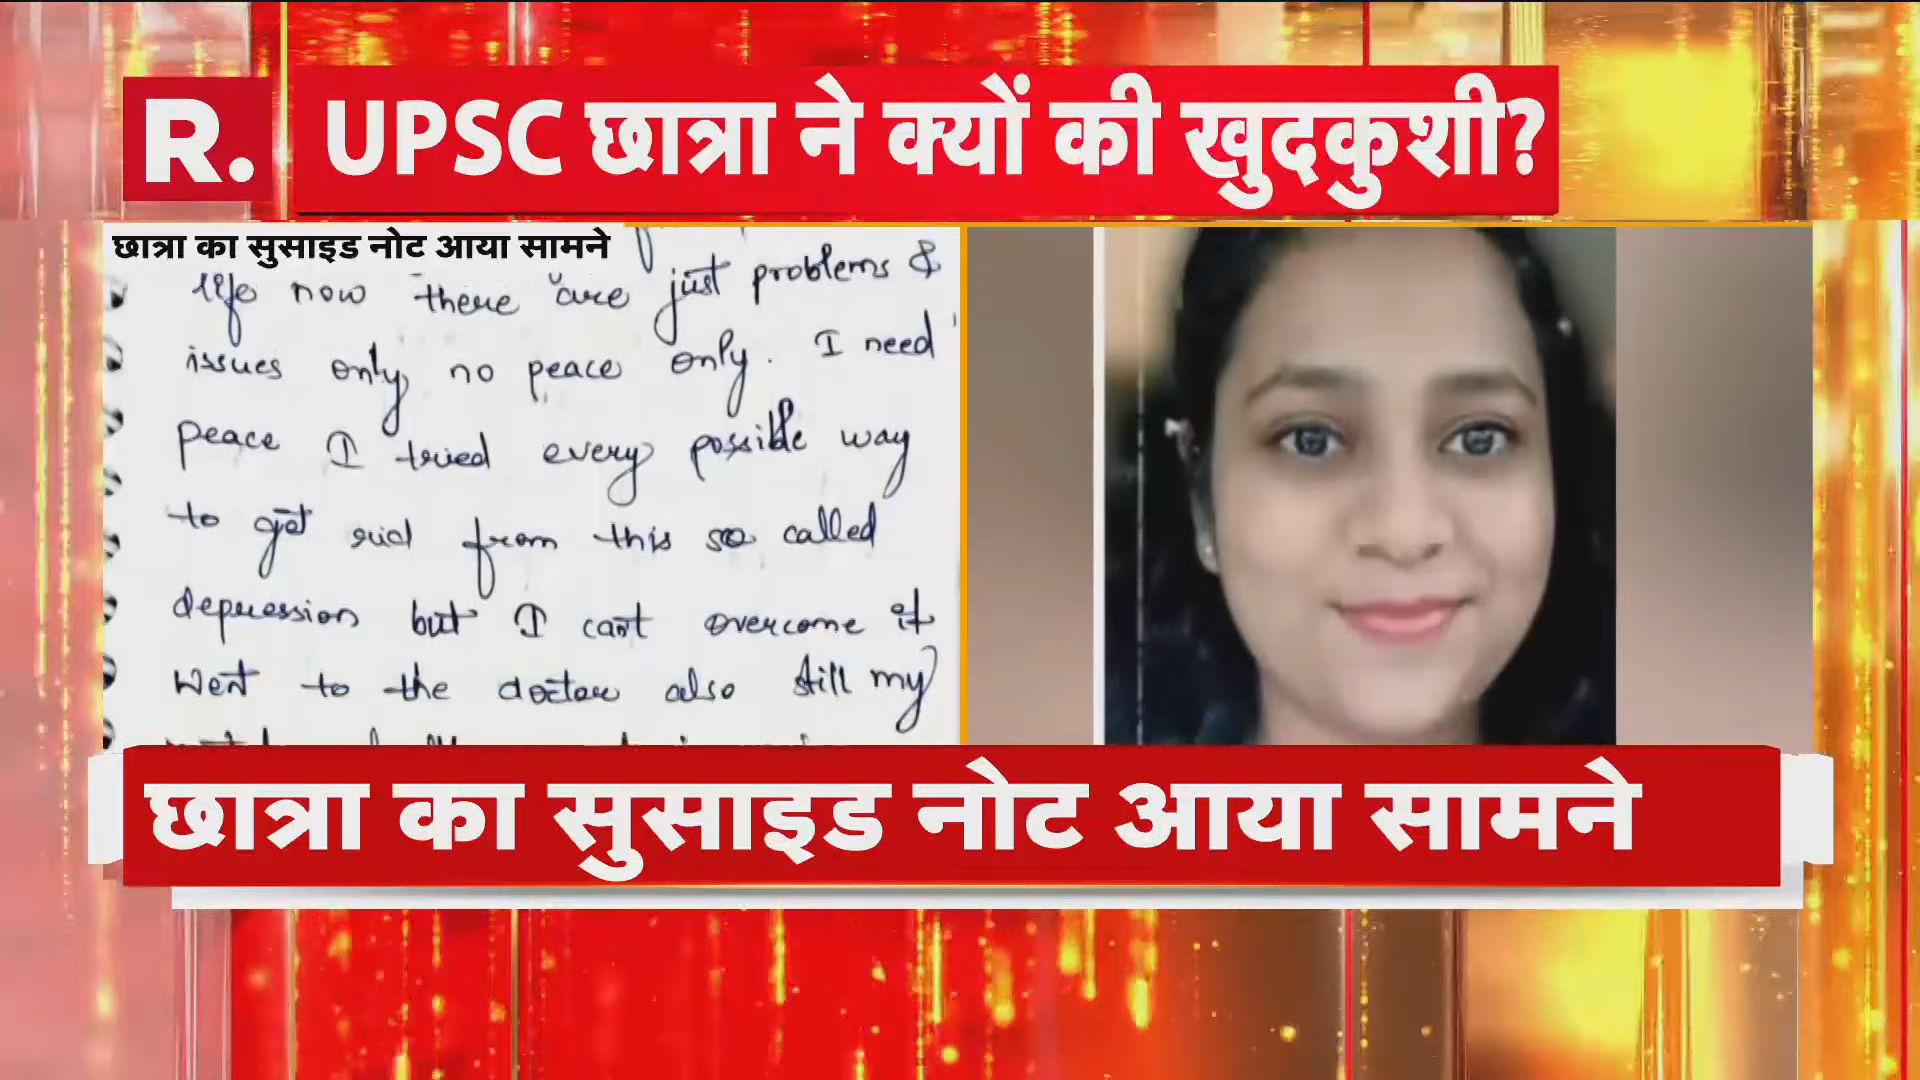 R. UPSC छात्रा ने क्यों की खुदकुशी?
छात्रा का सुसाइड नोट आया सामने
life now there are just problems &
issues only no peace only. I need
peace I tried every possible way
to get rid from this so called
depression but I can't overcome it
went to the doctor also still my
छात्रा का सुसाइड नोट आया सामने